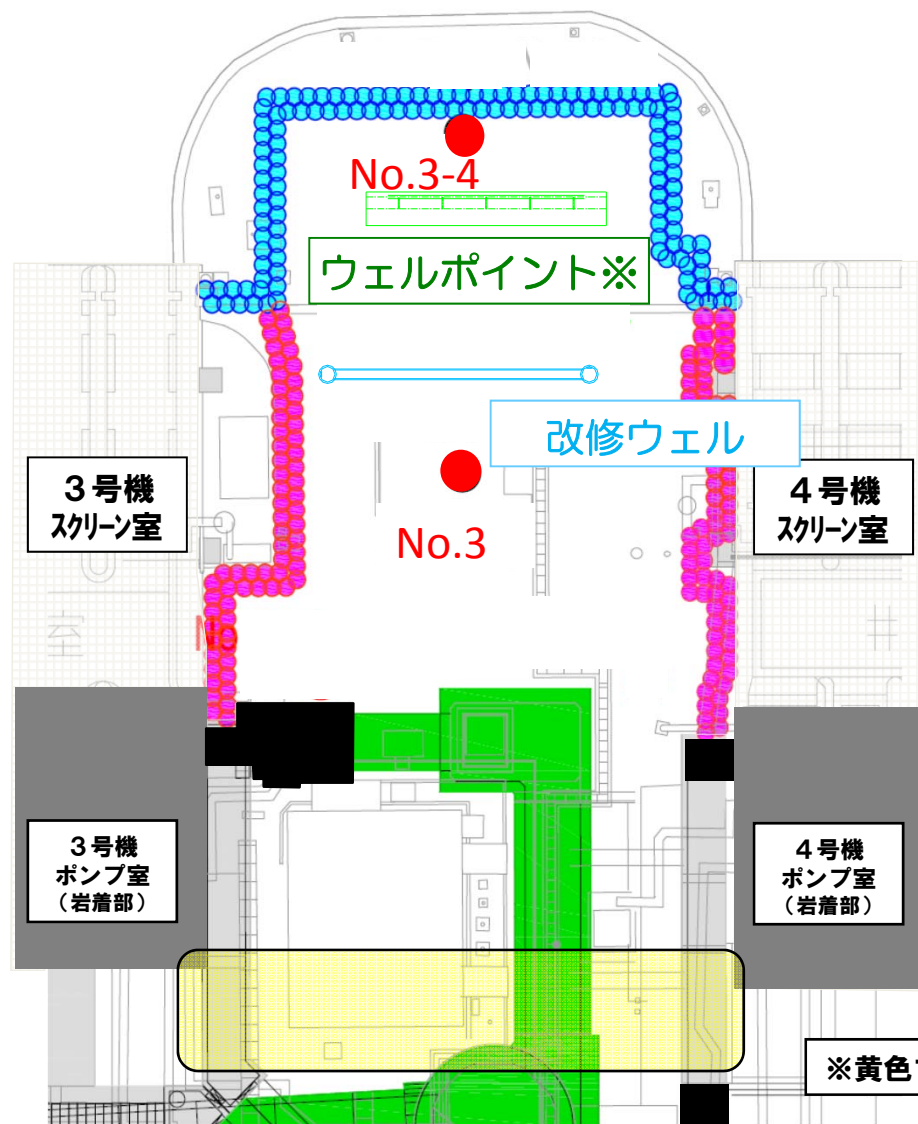 No.3-4
ウェルポイント※
改修ウェル
３号機
スクリーン室
４号機
スクリーン室
No.3
No
３号機
ポンプ室
（岩着部）
４号機
ポンプ室
（岩着部）
※黄色